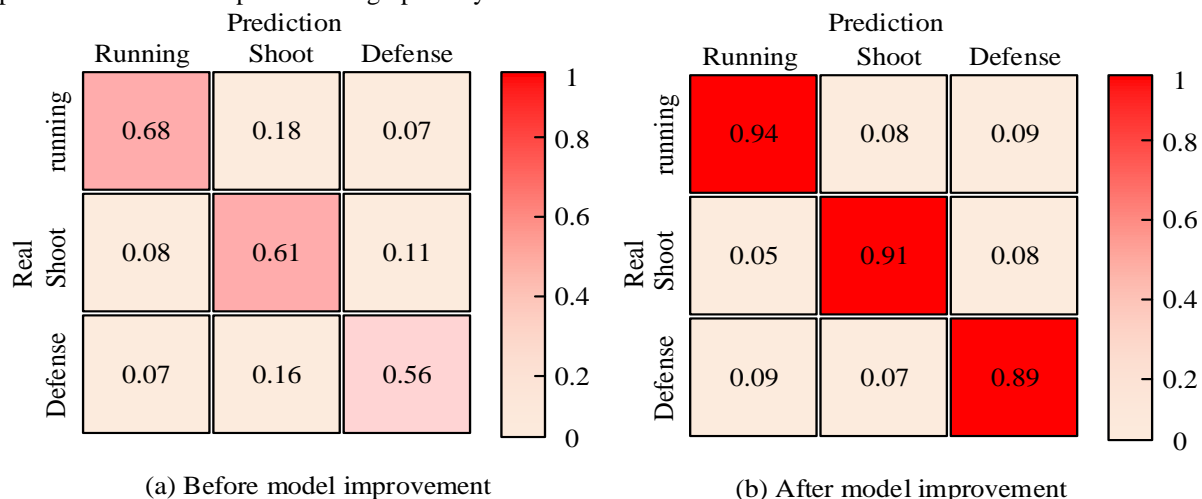 Prediction
Running Shoot Defense
running 0.68 0.18 0.07
Real
Shoot 0.08 0.61 0.11
Defense 0.07 0.16 0.56
1
0.8
0.6
0.4
0.2
0
(a) Before model improvement
Prediction
Running Shoot Defense
running 0.94 0.08 0.09
Real
Shoot 0.05 0.91 0.08
Defense 0.09 0.07 0.89
1
0.8
0.6
0.4
0.2
0
(b) After model improvement